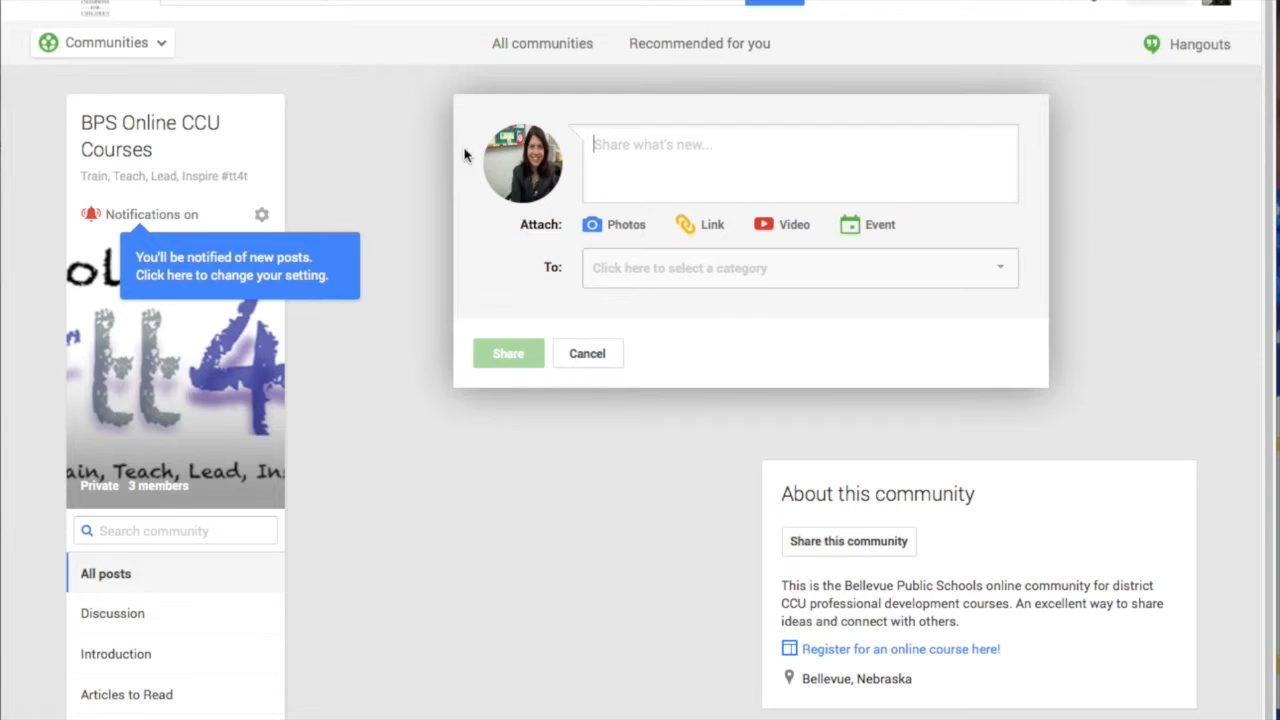 Communities
All communities
Recommended for you
Hangouts
BPS Online CCU
Courses
Train, Teach, Lead, Inspire #tt4t
Notifications on
You'll be notified of new posts.
Click here to change your setting.
tt4
ain, Teach, Lead, In
Private 3 members
Search community
All posts
Discussion
Introduction
Articles to Read
Share what's new...
Attach: Photos Link Video Event
To: Click here to select a category
Share Cancel
About this community
Share this community
This is the Bellevue Public Schools online community for district
CCU professional development courses. An excellent way to share
ideas and connect with others.
Register for an online course here!
Bellevue, Nebraska